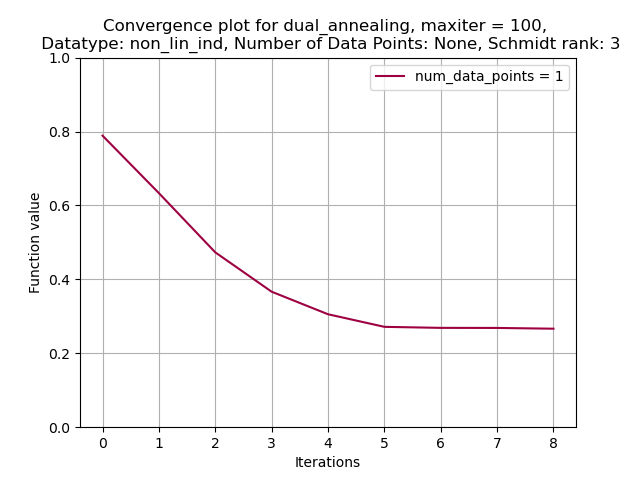 Convergence plot for dual_annealing, maxiter = 100,
Datatype: non_lin_ind, Number of Data Points: None, Schmidt rank: 3
num_data_points = 1
1.0
0.8
0.6
0.4
0.2
0.0
Function value
0 1 2 3 4 5 6 7 8
Iterations